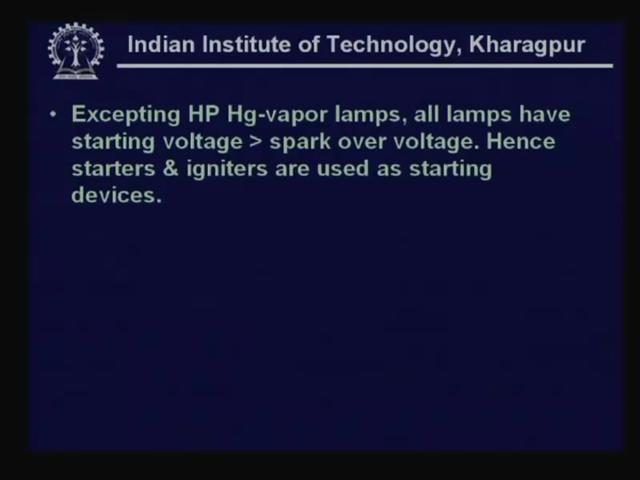 Indian Institute of Technology, Kharagpur
• Excepting HP Hg-vapor lamps, all lamps have
starting voltage > spark over voltage. Hence
starters & igniters are used as starting
devices.